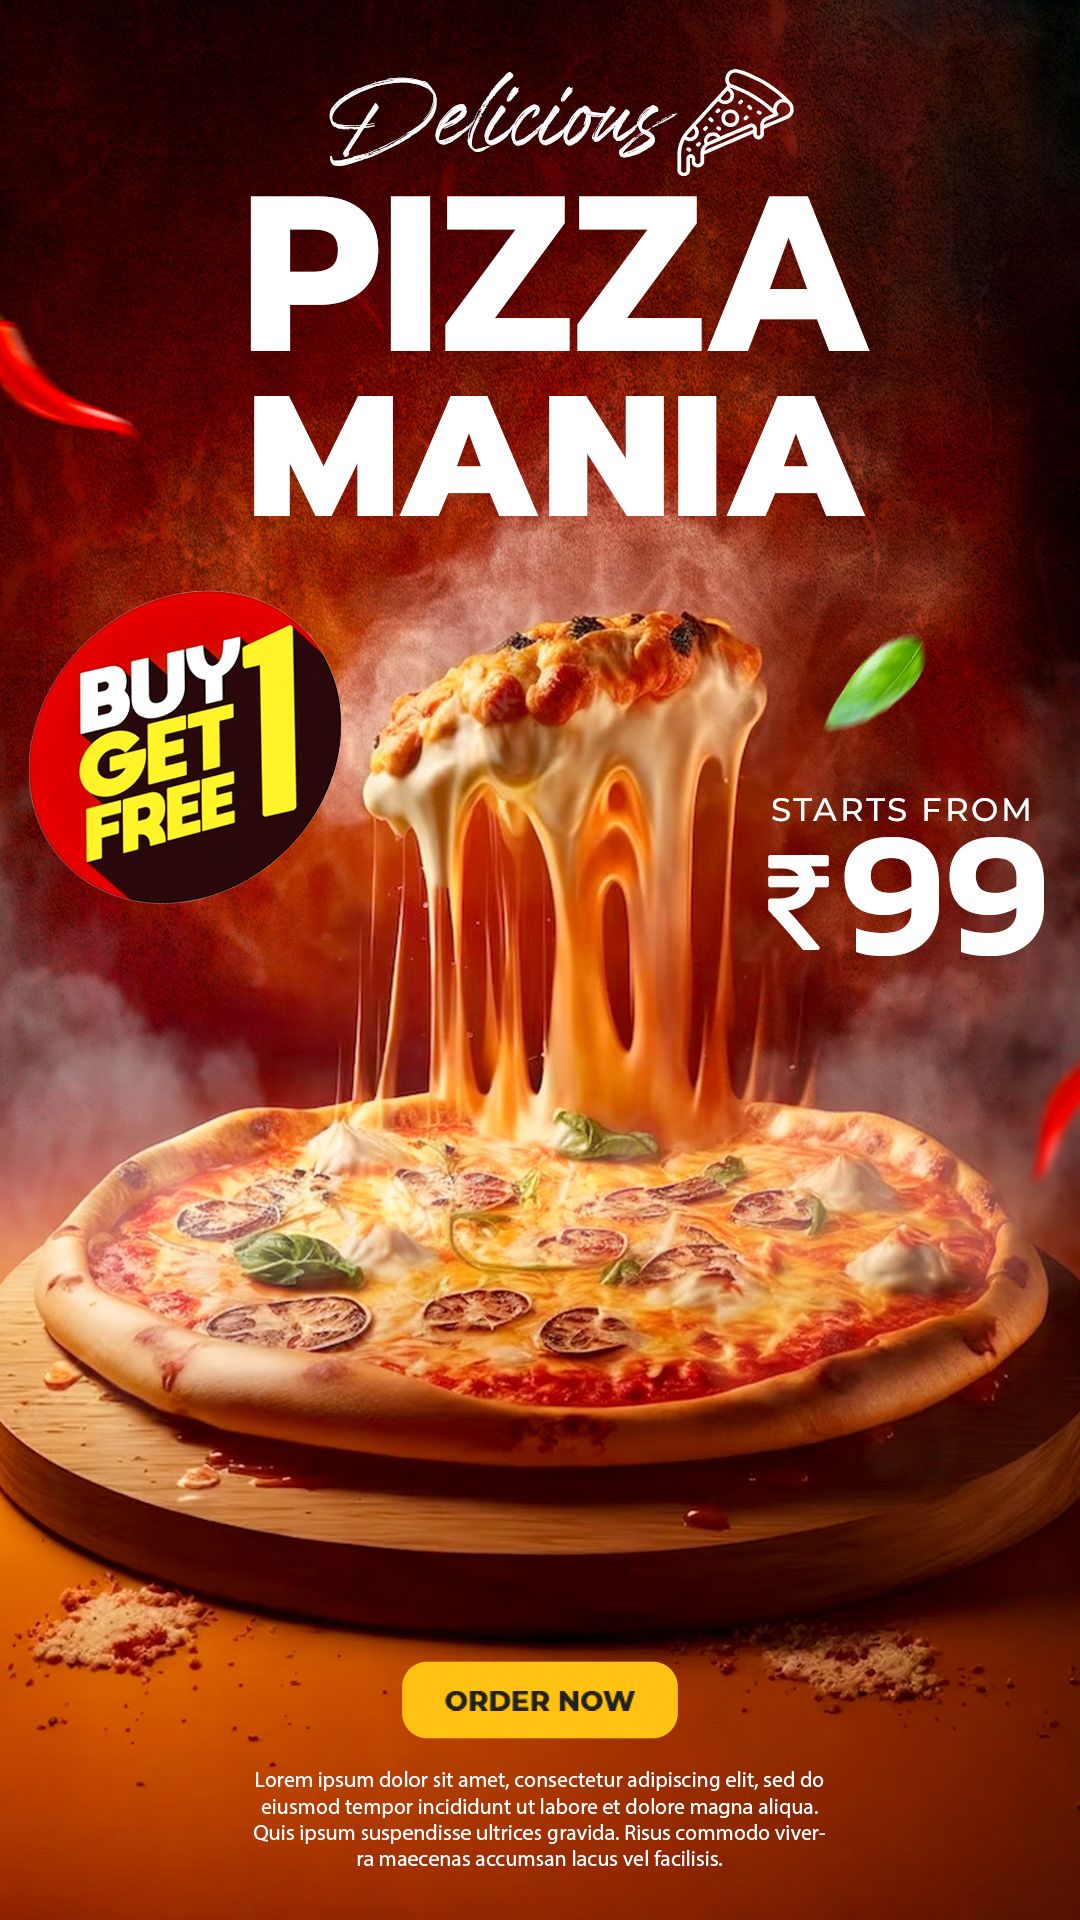 Delicious
PIZZA
MANIA
BUY 1
GET
FREE
STARTS FROM
₹99
ORDER NOW
Lorem ipsum dolor sit amet, consectetur adipiscing elit, sed do
eiusmod tempor incididunt ut labore et dolore magna aliqua.
Quis ipsum suspendisse ultrices gravida. Risus commodo viver-
ra maecenas accumsan lacus vel facilisis.